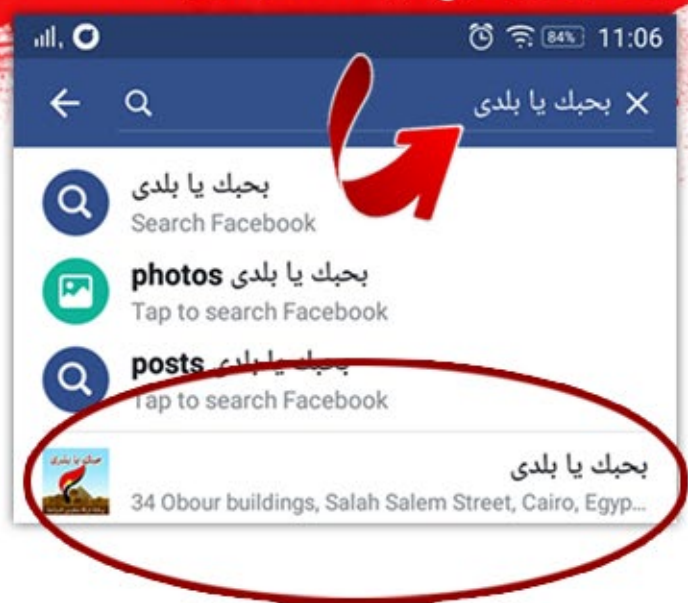 84% 11:06
بحبك يا بلدى
بحبك يا بلدى
Search Facebook
بحبك يا بلدى photos
Tap to search Facebook
بحبك يا بلدى posts
Tap to search Facebook
بحبك يا بلدى
34 Obour buildings, Salah Salem Street, Cairo, Egyp...